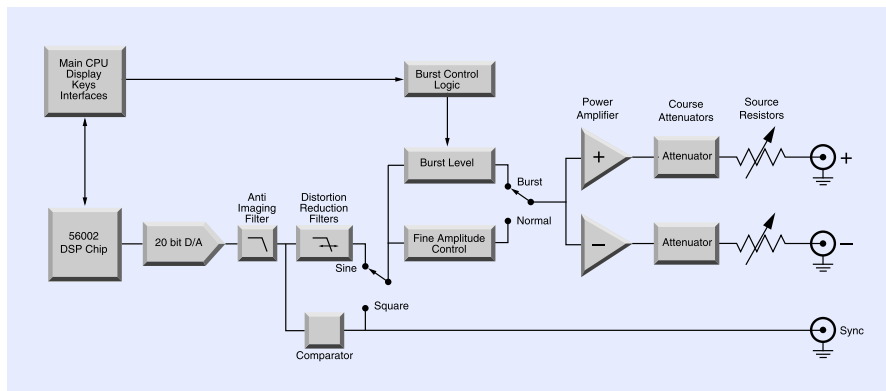 Main CPU
Display
Keys
Interfaces
Burst Control
Logic
Power
Amplifier
Course
Attenuators
Source
Resistors
+
Attenuator
+
Burst Level
Burst
Normal
Anti
Imaging
Filter
Distortion
Reduction
Filters
56002
DSP Chip
20 bit D/A
Fine Amplitude
Control
−
Attenuator
−
Sine
Square
Comparator
Sync